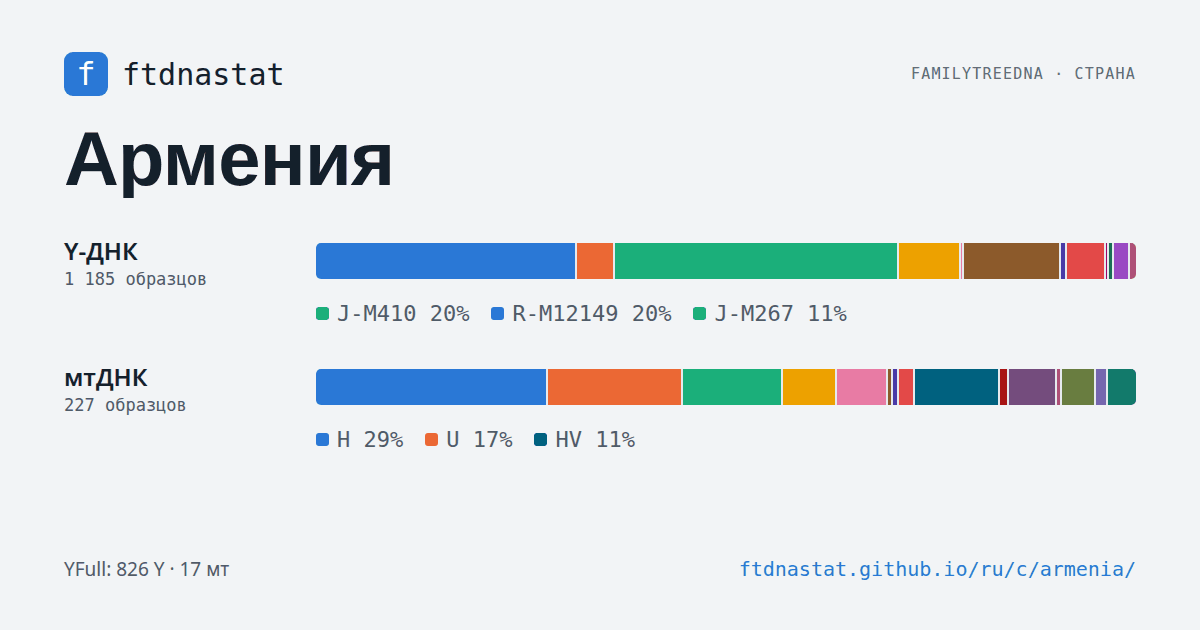 f ftdnastat
FAMILYTREEDNA · СТРАНА
Армения
Y-ДНК
1 185 образцов
J-M410 20% R-M12149 20% J-M267 11%
мтДНК
227 образцов
H 29% U 17% HV 11%
YFull: 826 Y · 17 мт
ftdnastat.github.io/ru/c/armenia/